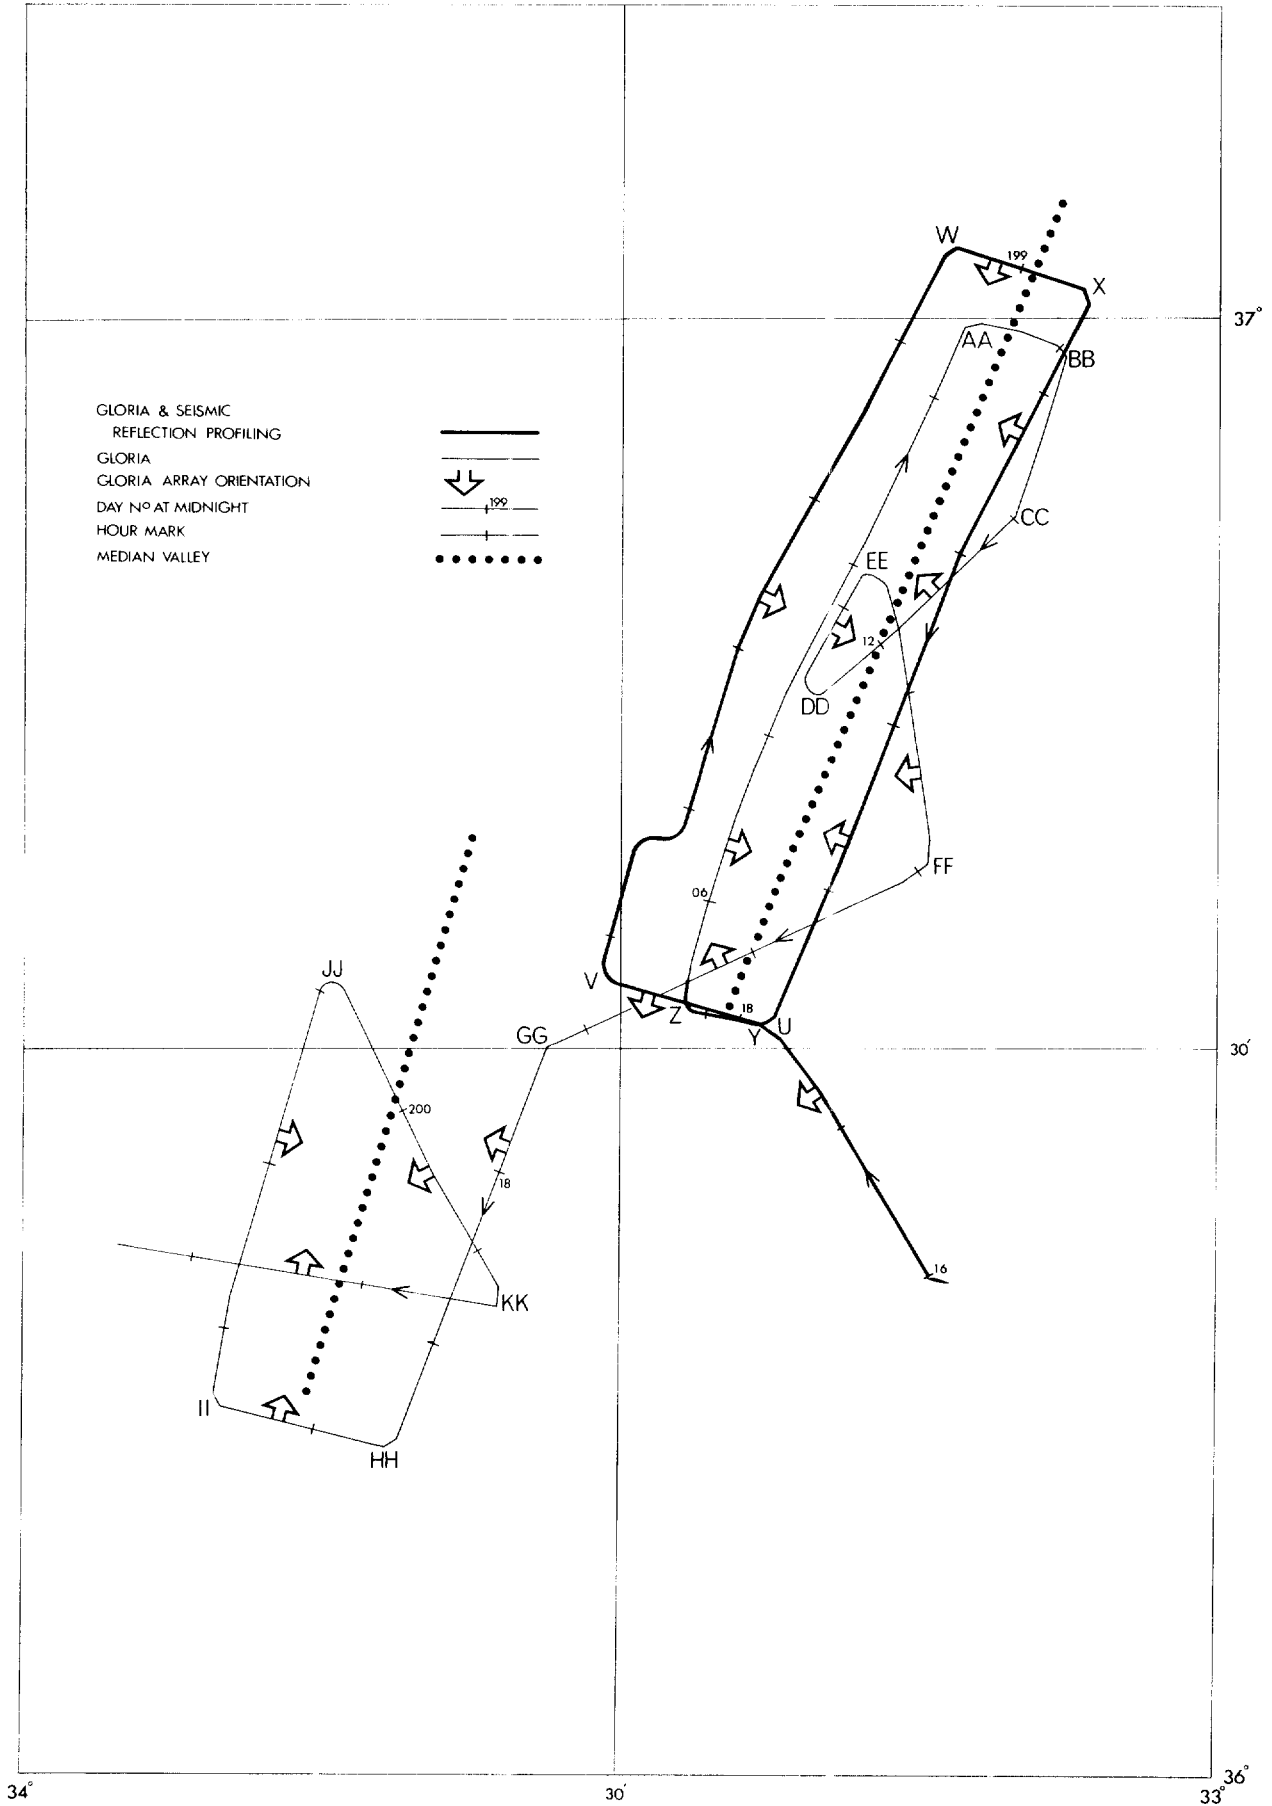 W
199
X
37°
AA
BB
GLORIA & SEISMIC
REFLECTION PROFILING
GLORIA
GLORIA ARRAY ORIENTATION
DAY Nº AT MIDNIGHT
199
HOUR MARK
MEDIAN VALLEY
CC
EE
12
DD
FF
06
JJ
V
Z
18
U
Y
GG
30'
200
18
16
KK
II
HH
36°
34°
30'
33°